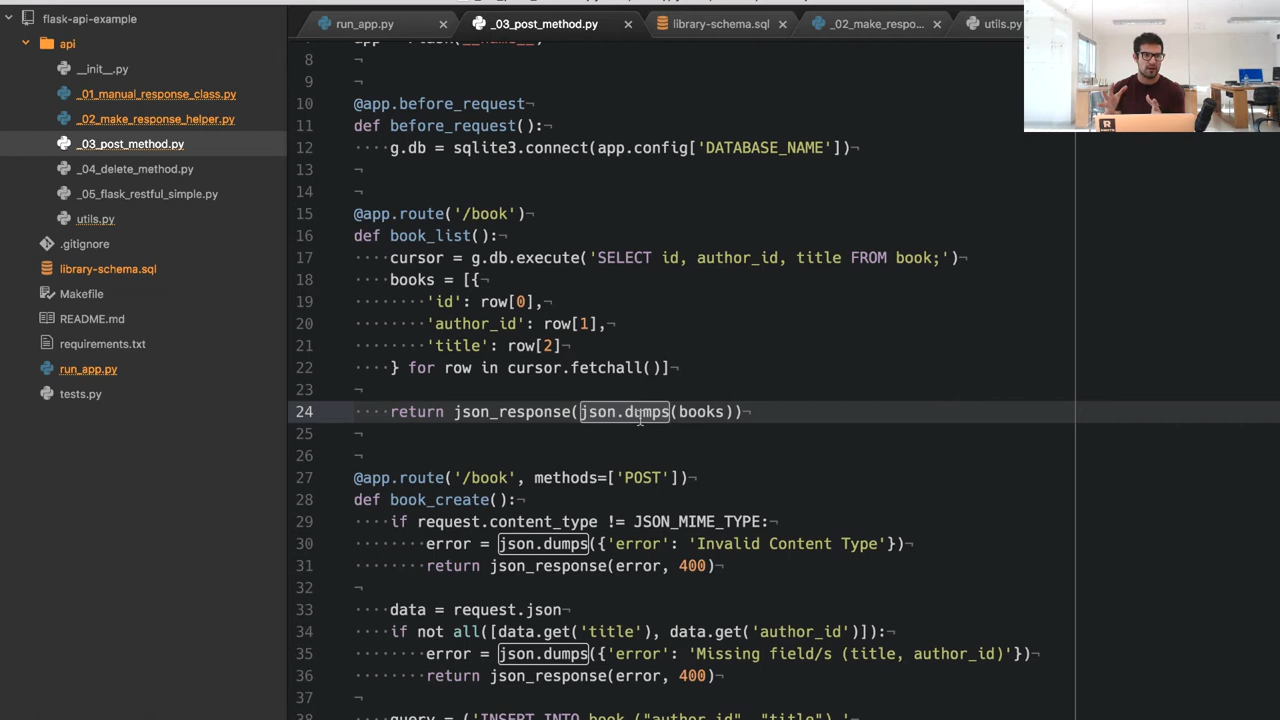 flask-api-example
api
__init__.py
_01_manual_response_class.py
_02_make_response_helper.py
_03_post_method.py
_04_delete_method.py
_05_flask_restful_simple.py
utils.py
.gitignore
library-schema.sql
Makefile
README.md
requirements.txt
run_app.py
tests.py
run_app.py
_03_post_method.py
library-schema.sql
_02_make_respo...
utils.py
8
9
10 @app.before_request
11 def before_request():
12 g.db = sqlite3.connect(app.config['DATABASE_NAME'])
13
14
15 @app.route('/book')
16 def book_list():
17 cursor = g.db.execute('SELECT id, author_id, title FROM book;')
18 books = [{
19 'id': row[0],
20 'author_id': row[1],
21 'title': row[2]
22 } for row in cursor.fetchall()]
23
24 return json_response(json.dumps(books))
25
26
27 @app.route('/book', methods=['POST'])
28 def book_create():
29 if request.content_type != JSON_MIME_TYPE:
30 error = json.dumps({'error': 'Invalid Content Type'})
31 return json_response(error, 400)
32
33 data = request.json
34 if not all([data.get('title'), data.get('author_id')]):
35 error = json.dumps({'error': 'Missing field/s (title, author_id)'})
36 return json_response(error, 400)
37
38 query = ('INSERT INTO book ("author_id", "title") '